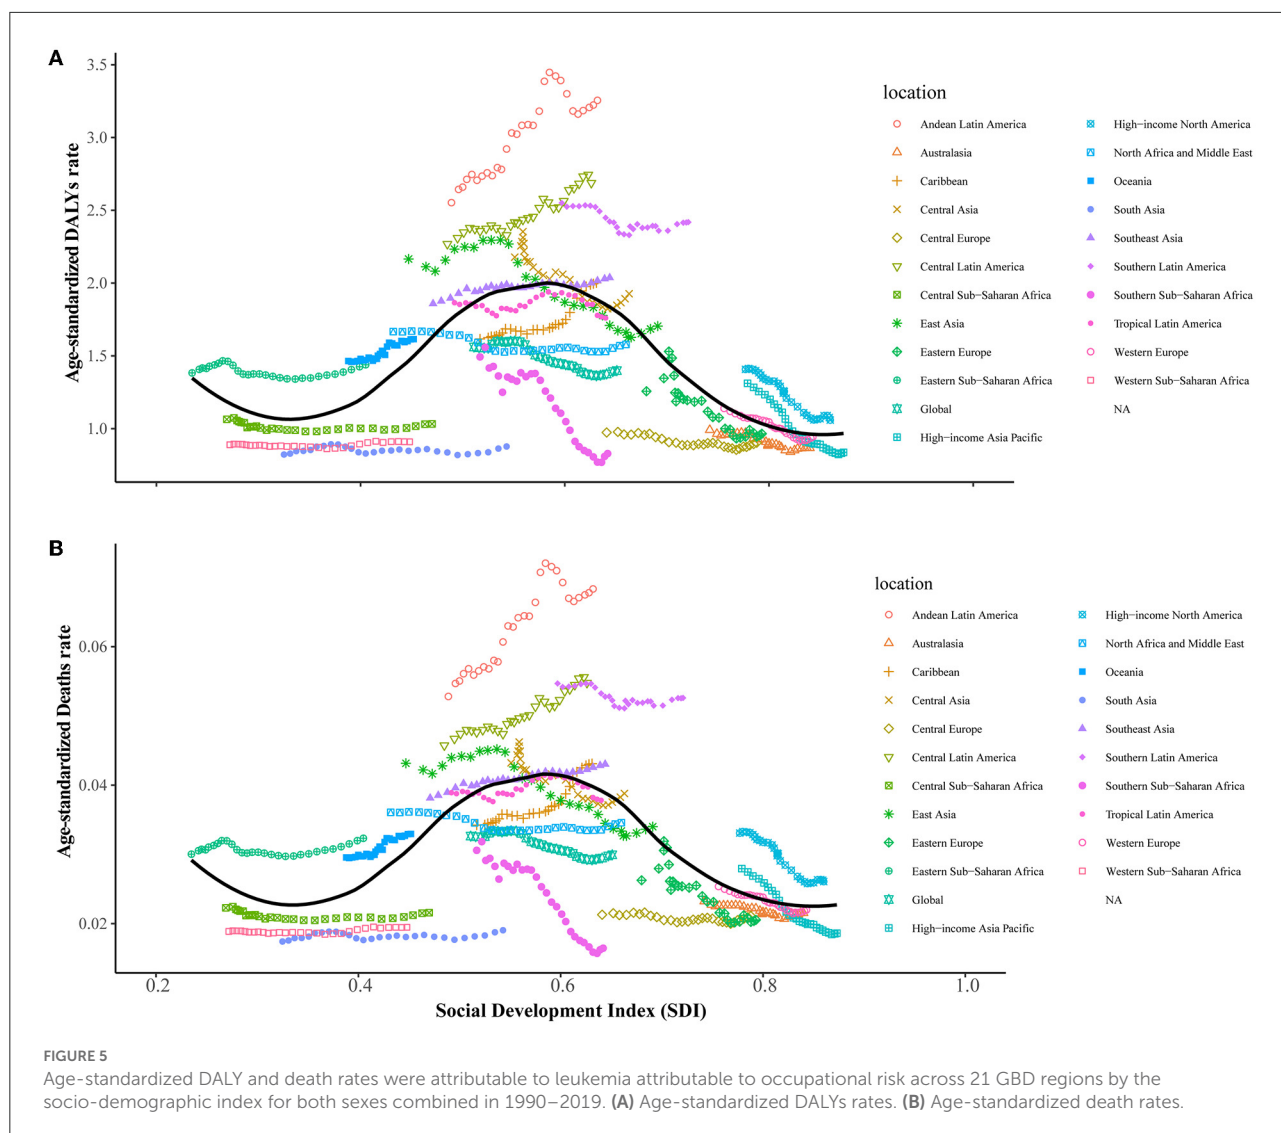 A
Age-standardized DALYs rate
3.5
3.0
2.5
2.0
1.5
1.0
location
Andean Latin America
Australasia
Caribbean
Central Asia
Central Europe
Central Latin America
Central Sub−Saharan Africa
East Asia
Eastern Europe
Eastern Sub−Saharan Africa
Global
High−income Asia Pacific
High−income North America
North Africa and Middle East
Oceania
South Asia
Southeast Asia
Southern Latin America
Southern Sub−Saharan Africa
Tropical Latin America
Western Europe
Western Sub−Saharan Africa
NA
B
Age-standardized Deaths rate
0.06
0.04
0.02
location
Andean Latin America
Australasia
Caribbean
Central Asia
Central Europe
Central Latin America
Central Sub−Saharan Africa
East Asia
Eastern Europe
Eastern Sub−Saharan Africa
Global
High−income Asia Pacific
High−income North America
North Africa and Middle East
Oceania
South Asia
Southeast Asia
Southern Latin America
Southern Sub−Saharan Africa
Tropical Latin America
Western Europe
Western Sub−Saharan Africa
NA
0.2 0.4 0.6 0.8 1.0
Social Development Index (SDI)
FIGURE 5
Age-standardized DALY and death rates were attributable to leukemia attributable to occupational risk across 21 GBD regions by the
socio-demographic index for both sexes combined in 1990–2019. (A) Age-standardized DALYs rates. (B) Age-standardized death rates.